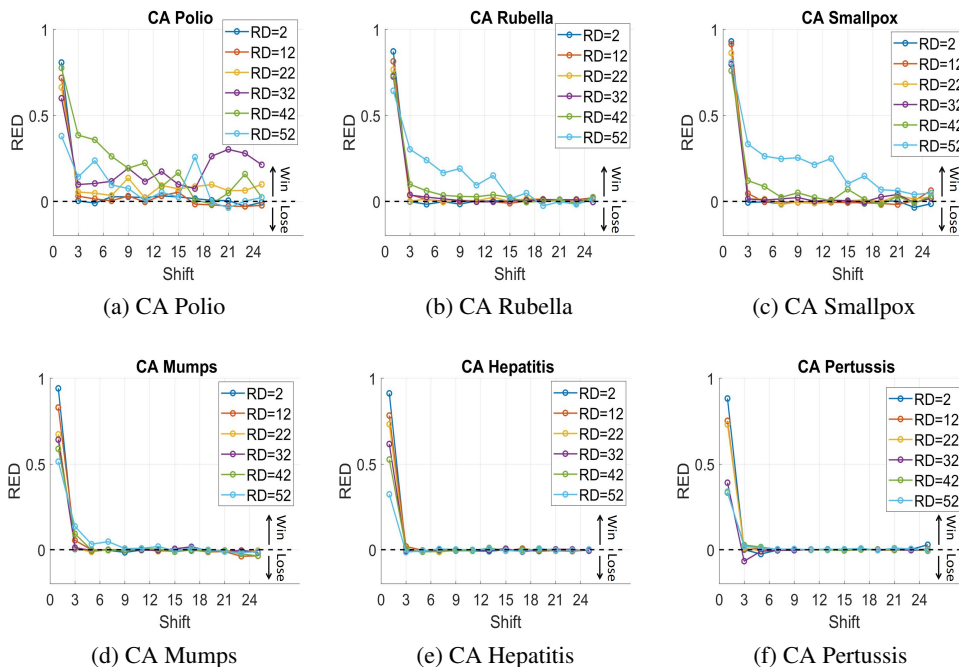 CA Polio
RED
1
0.5
0
RD=2
RD=12
RD=22
RD=32
RD=42
RD=52
Win
Lose
0 3 6 9 12 15 18 21 24
Shift
(a) CA Polio
CA Rubella
RED
1
0.5
0
RD=2
RD=12
RD=22
RD=32
RD=42
RD=52
Win
Lose
0 3 6 9 12 15 18 21 24
Shift
(b) CA Rubella
CA Smallpox
RED
1
0.5
0
RD=2
RD=12
RD=22
RD=32
RD=42
RD=52
Win
Lose
0 3 6 9 12 15 18 21 24
Shift
(c) CA Smallpox
CA Mumps
RED
1
0.5
0
RD=2
RD=12
RD=22
RD=32
RD=42
RD=52
Win
Lose
0 3 6 9 12 15 18 21 24
Shift
(d) CA Mumps
CA Hepatitis
RED
1
0.5
0
RD=2
RD=12
RD=22
RD=32
RD=42
RD=52
Win
Lose
0 3 6 9 12 15 18 21 24
Shift
(e) CA Hepatitis
CA Pertussis
RED
1
0.5
0
RD=2
RD=12
RD=22
RD=32
RD=42
RD=52
Win
Lose
0 3 6 9 12 15 18 21 24
Shift
(f) CA Pertussis